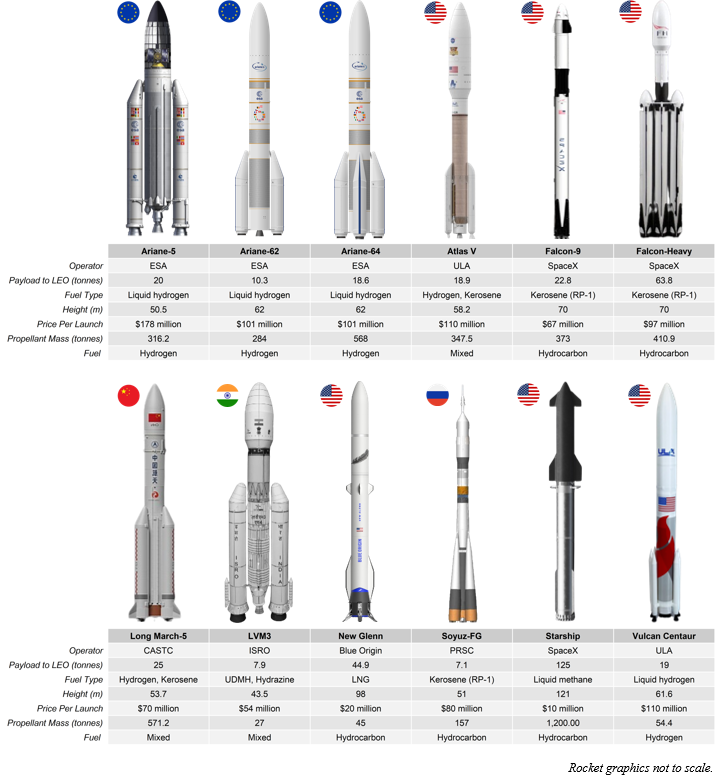 Ariane-5 Ariane-62 Ariane-64 Atlas V Falcon-9 Falcon-Heavy
Operator ESA ESA ESA ULA SpaceX SpaceX
Payload to LEO (tonnes) 20 10.3 18.6 18.9 22.8 63.8
Fuel Type Liquid hydrogen Liquid hydrogen Liquid hydrogen Hydrogen, Kerosene Kerosene (RP-1) Kerosene (RP-1)
Height (m) 50.5 62 62 58.2 70 70
Price Per Launch $178 million $101 million $101 million $110 million $67 million $97 million
Propellant Mass (tonnes) 316.2 284 568 347.5 373 410.9
Fuel Hydrogen Hydrogen Hydrogen Mixed Hydrocarbon Hydrocarbon
中国航天
ISRO
INDIA
BLUE ORIGIN
Long March-5 LVM3 New Glenn Soyuz-FG Starship Vulcan Centaur
Operator CASTC ISRO Blue Origin PRSC SpaceX ULA
Payload to LEO (tonnes) 25 7.9 44.9 7.1 125 19
Fuel Type Hydrogen, Kerosene UDMH, Hydrazine LNG Kerosene (RP-1) Liquid methane Liquid hydrogen
Height (m) 53.7 43.5 98 51 121 61.6
Price Per Launch $70 million $54 million $20 million $80 million $10 million $110 million
Propellant Mass (tonnes) 571.2 27 45 157 1,200.00 54.4
Fuel Mixed Mixed Hydrocarbon Hydrocarbon Hydrocarbon Hydrogen
Rocket graphics not to scale.